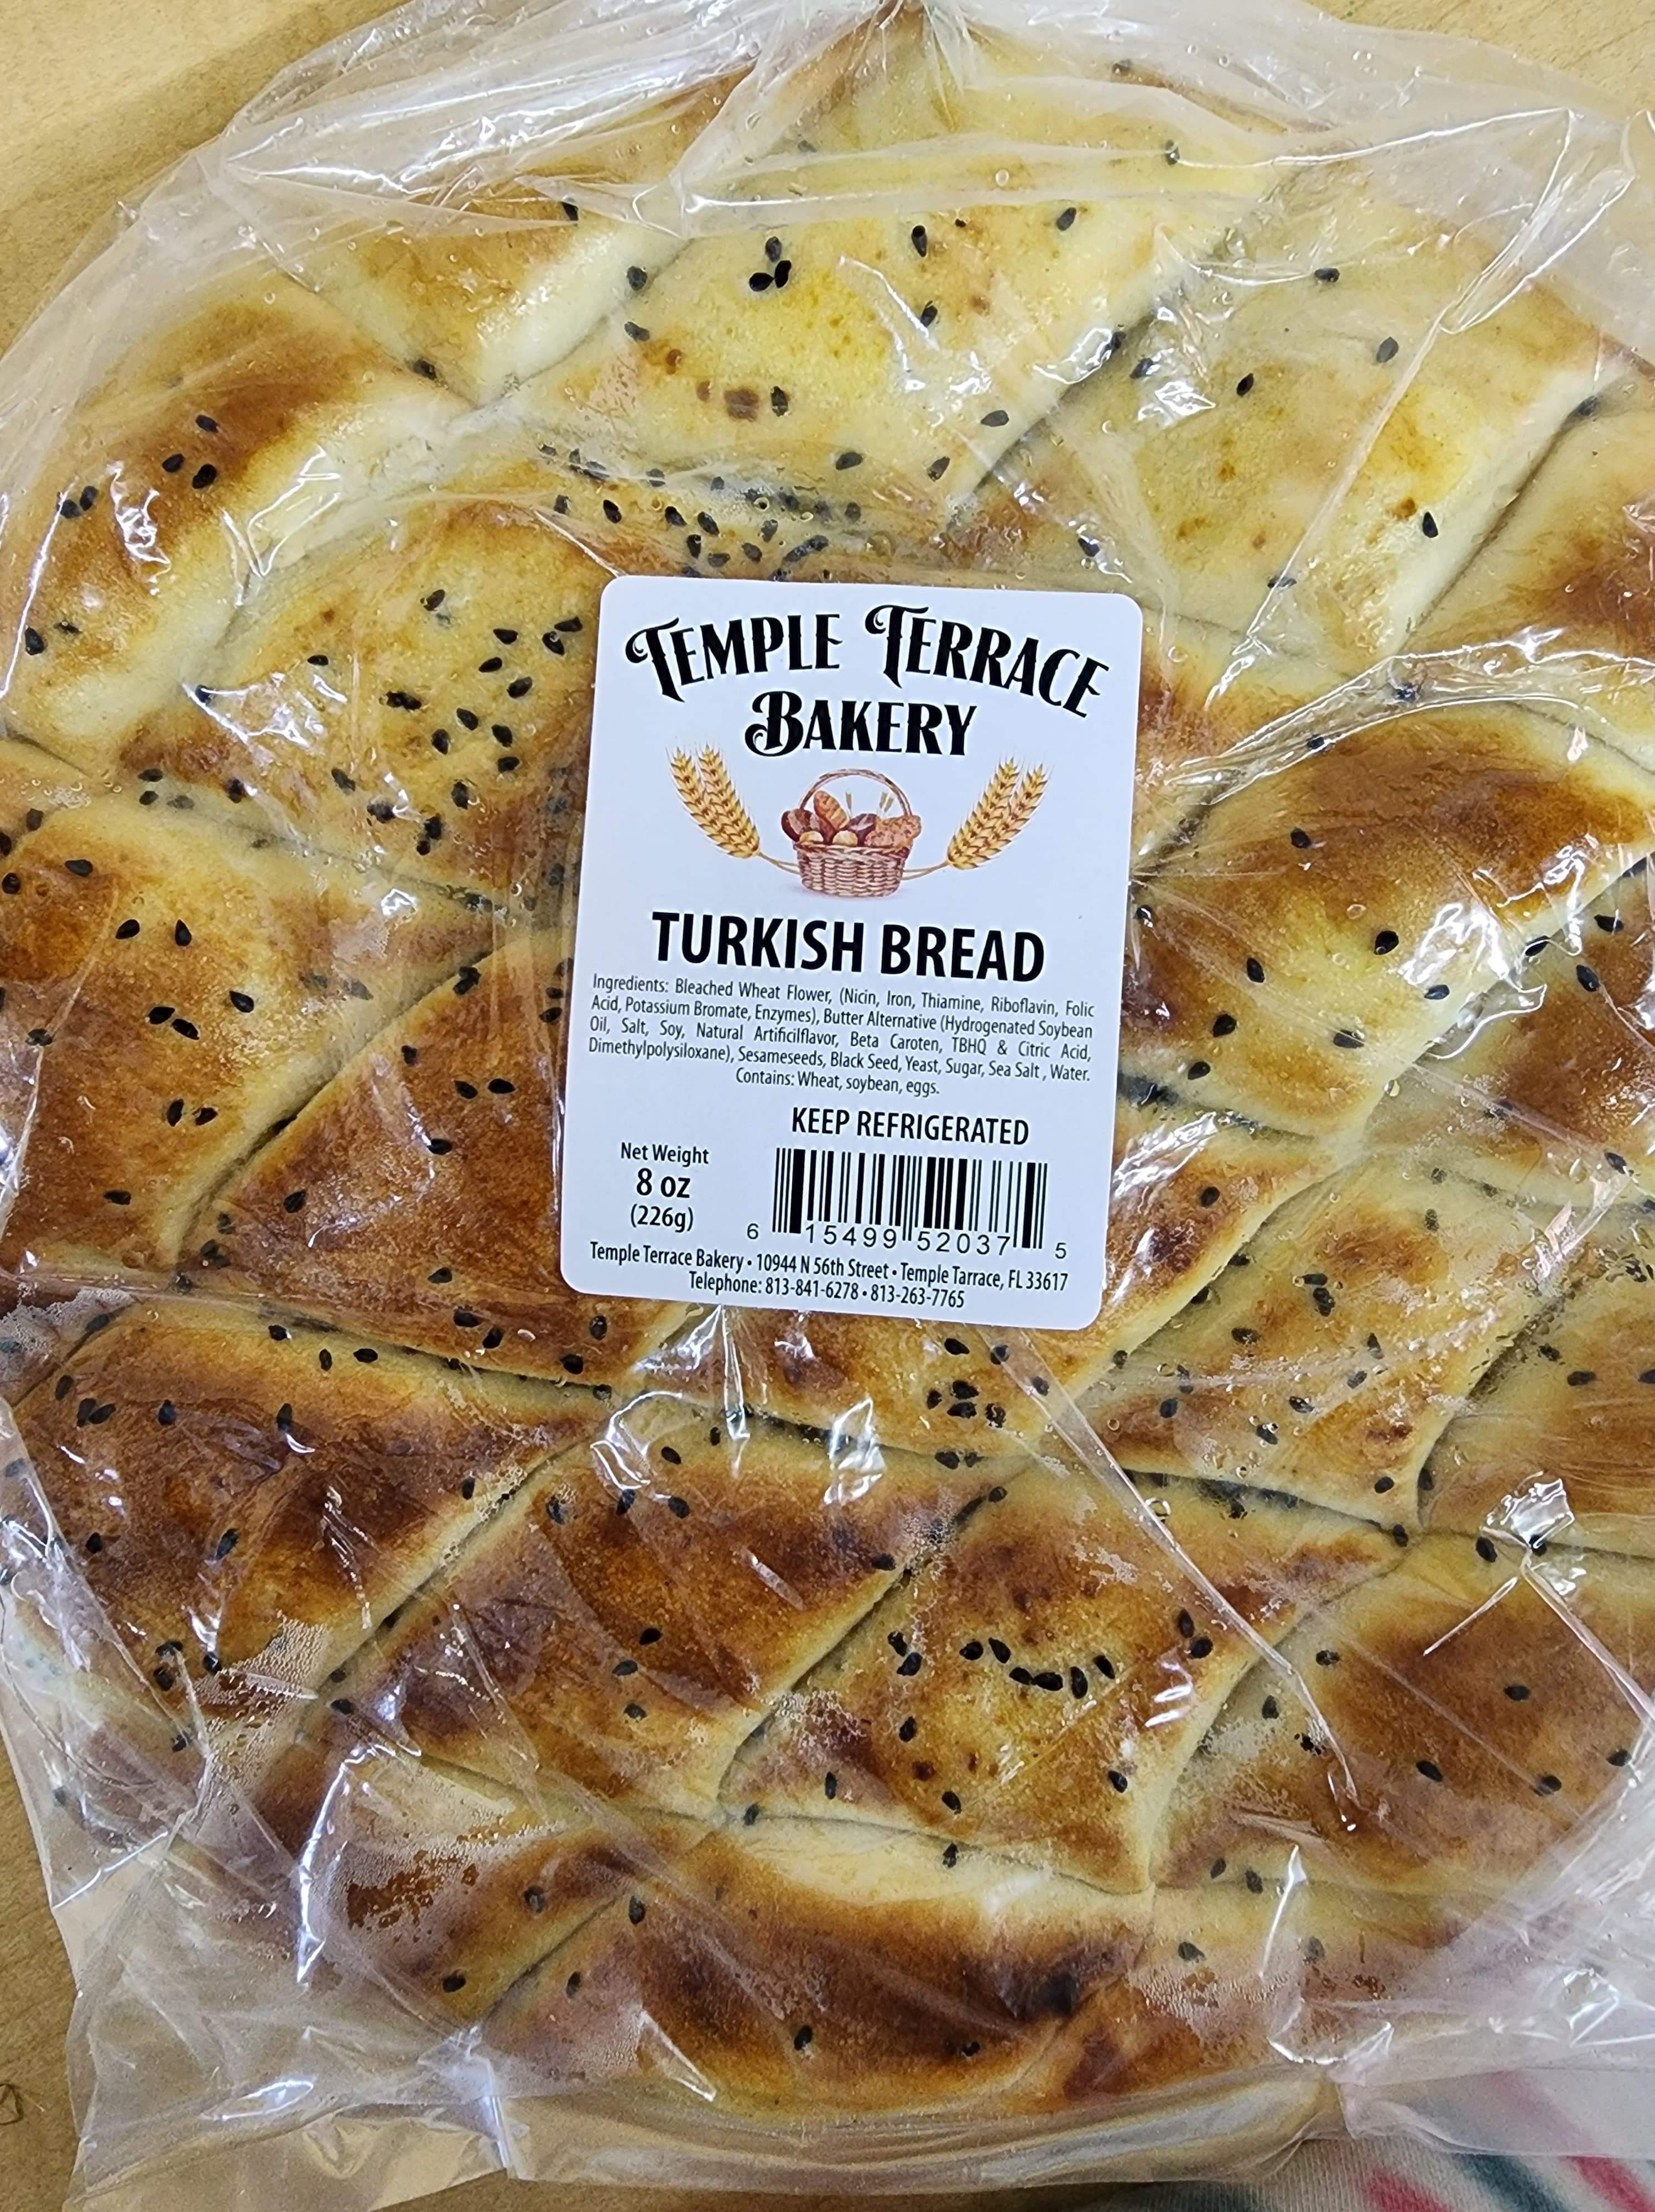 TEMPLE TERRACE
BAKERY
TURKISH BREAD
Ingredients: Bleached Wheat Flower, (Nicin, Iron, Thiamine, Riboflavin, Folic
Acid, Potassium Bromate, Enzymes), Butter Alternative (Hydrogenated Soybean
Oil, Salt, Soy, Natural Artificilflavor, Beta Caroten, TBHQ & Citric Acid,
Dimethylpolysiloxane), Sesameseeds, Black Seed, Yeast, Sugar, Sea Salt , Water.
Contains: Wheat, soybean, eggs.
KEEP REFRIGERATED
Net Weight
8 oz
(226g)
6 15499 52037 5
Temple Terrace Bakery • 10944 N 56th Street • Temple Tarrace, FL 33617
Telephone: 813-841-6278 • 813-263-7765